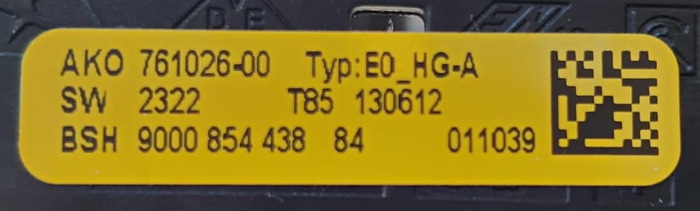 D E
AKO 761026-00 Typ:E0_HG-A
SW 2322 T85 130612
BSH 9000 854 438 84 011039